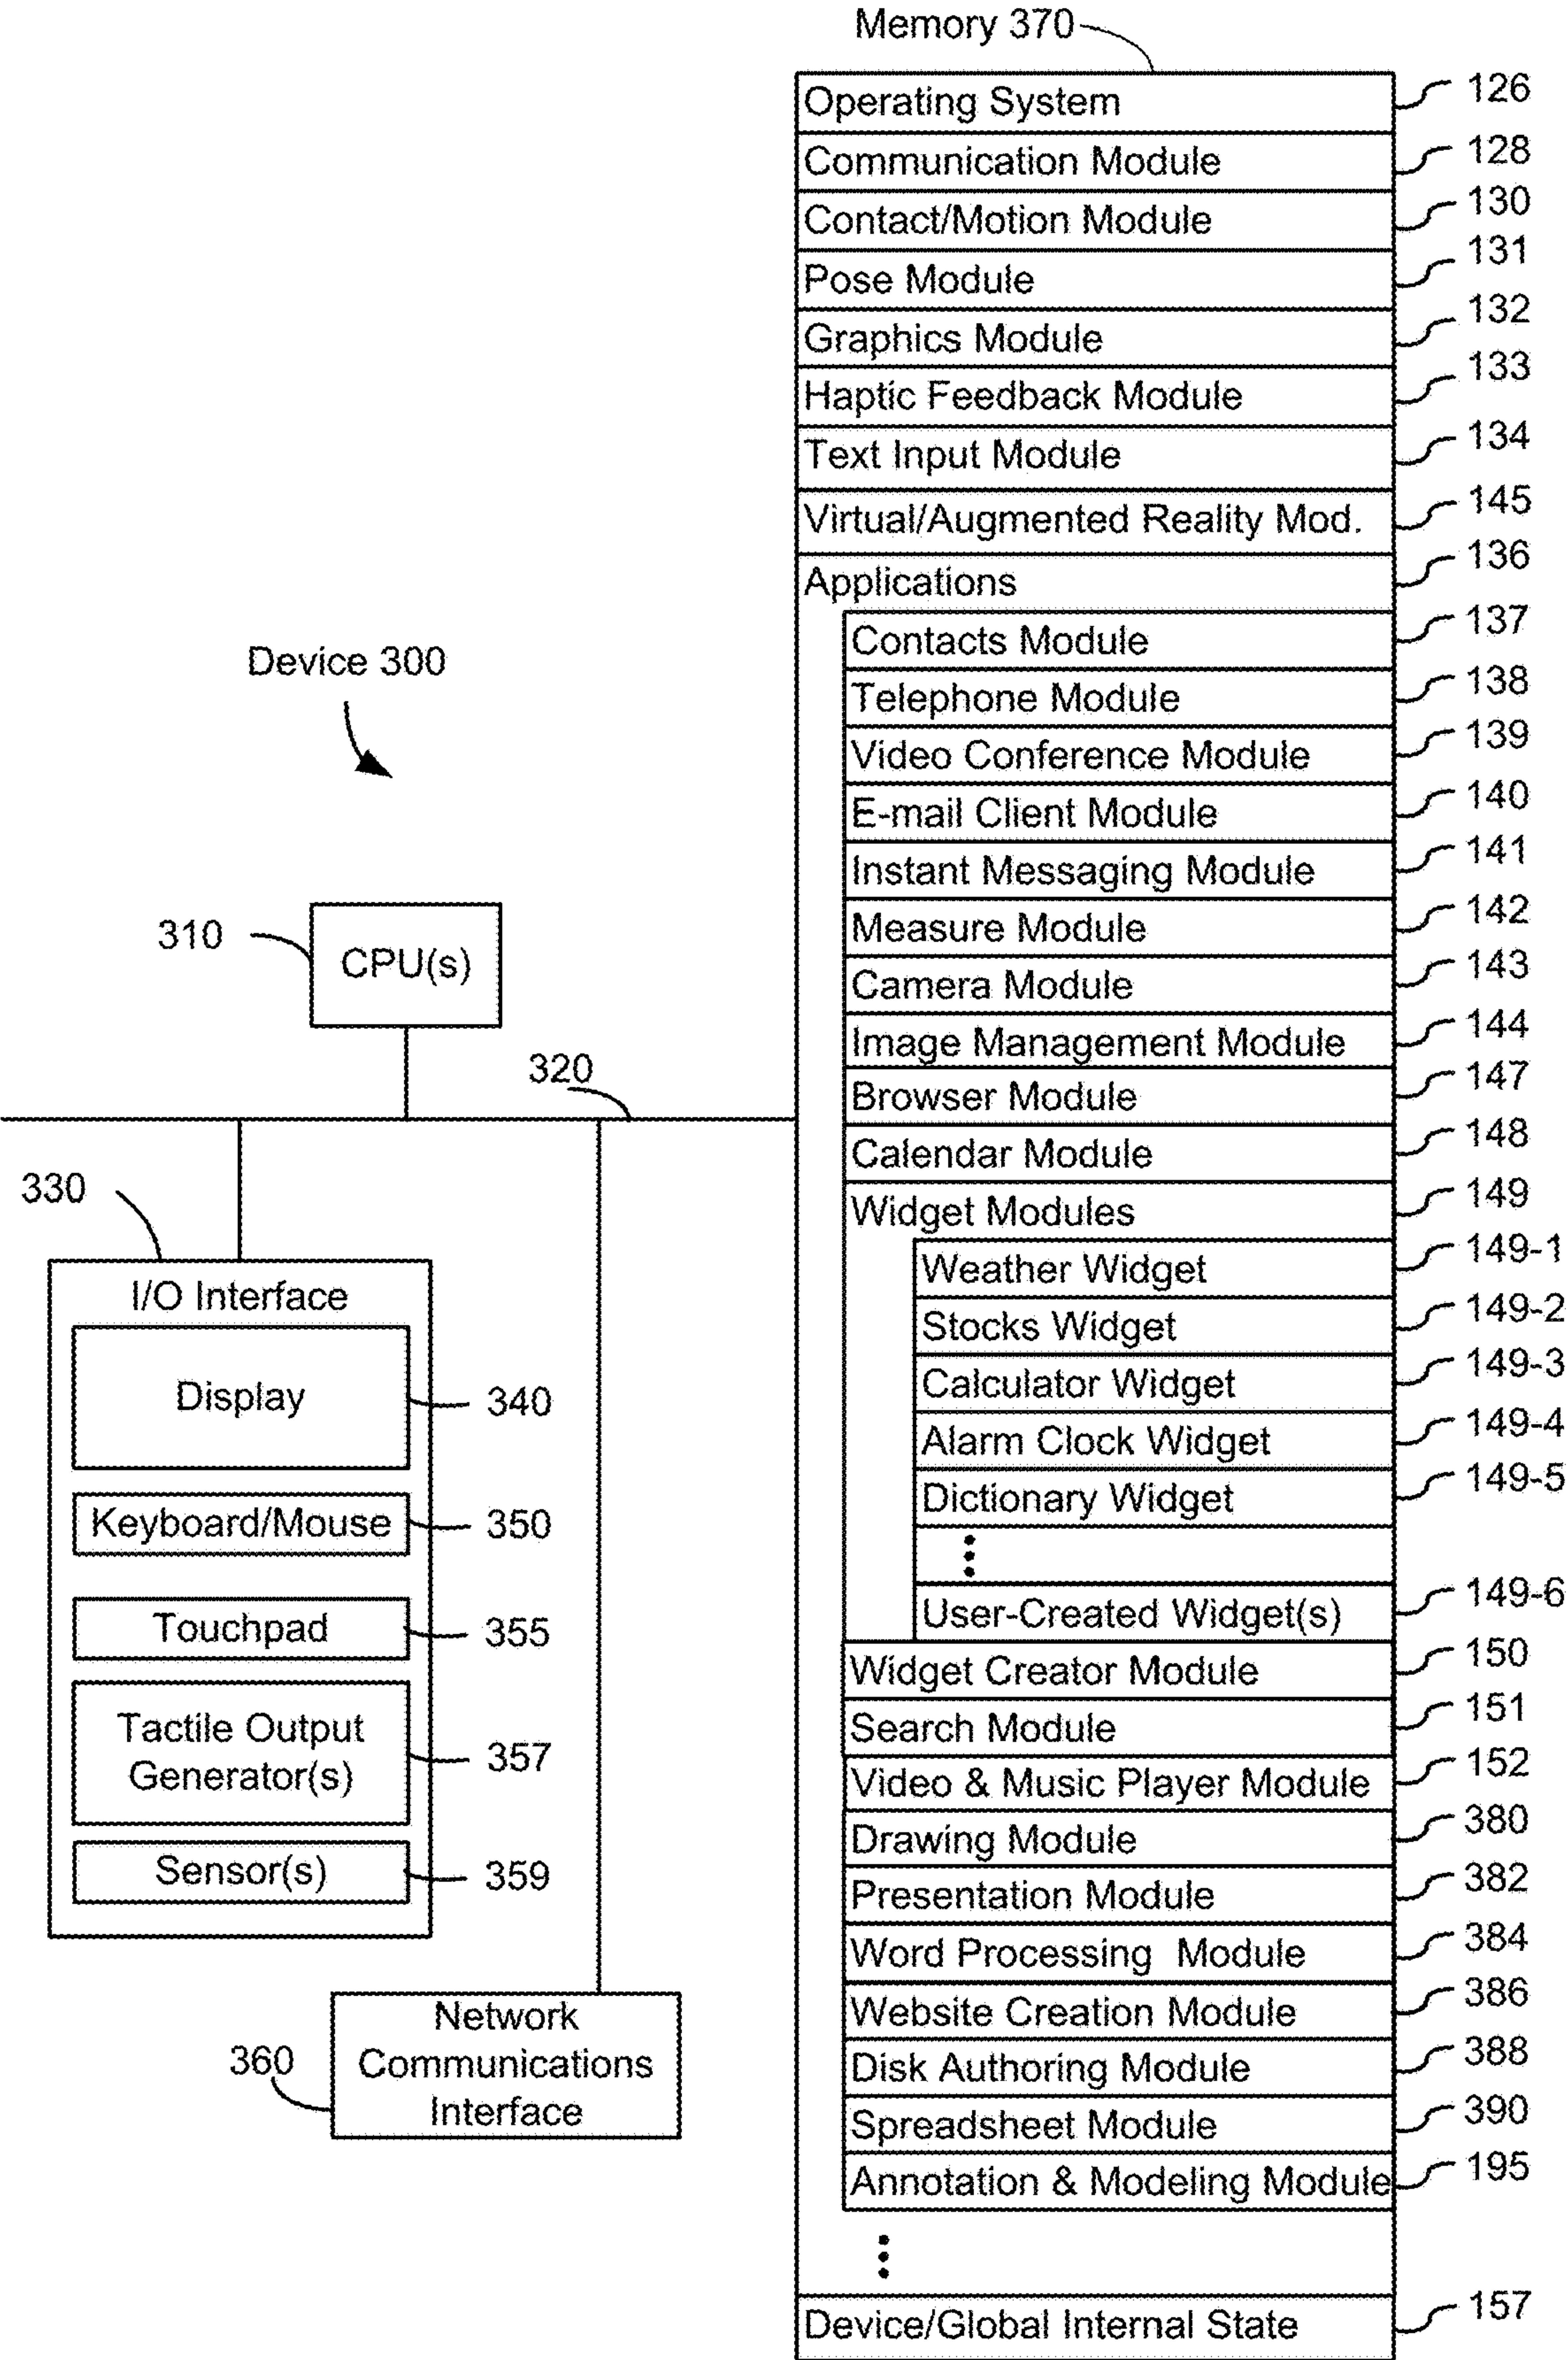 Memory 370
Operating System 126
Communication Module 128
Contact/Motion Module 130
Pose Module 131
Graphics Module 132
Haptic Feedback Module 133
Text Input Module 134
Virtual/Augmented Reality Mod. 145
Applications 136
Contacts Module 137
Telephone Module 138
Video Conference Module 139
E-mail Client Module 140
Instant Messaging Module 141
Measure Module 142
Camera Module 143
Image Management Module 144
Browser Module 147
Calendar Module 148
Widget Modules 149
Weather Widget 149-1
Stocks Widget 149-2
Calculator Widget 149-3
Alarm Clock Widget 149-4
Dictionary Widget 149-5
User-Created Widget(s) 149-6
Widget Creator Module 150
Search Module 151
Video & Music Player Module 152
Drawing Module 380
Presentation Module 382
Word Processing Module 384
Website Creation Module 386
Disk Authoring Module 388
Spreadsheet Module 390
Annotation & Modeling Module 195
Device/Global Internal State 157
Device 300
310
CPU(s)
320
330
I/O Interface
Display 340
Keyboard/Mouse 350
Touchpad 355
Tactile Output
Generator(s) 357
Sensor(s) 359
360
Network
Communications
Interface